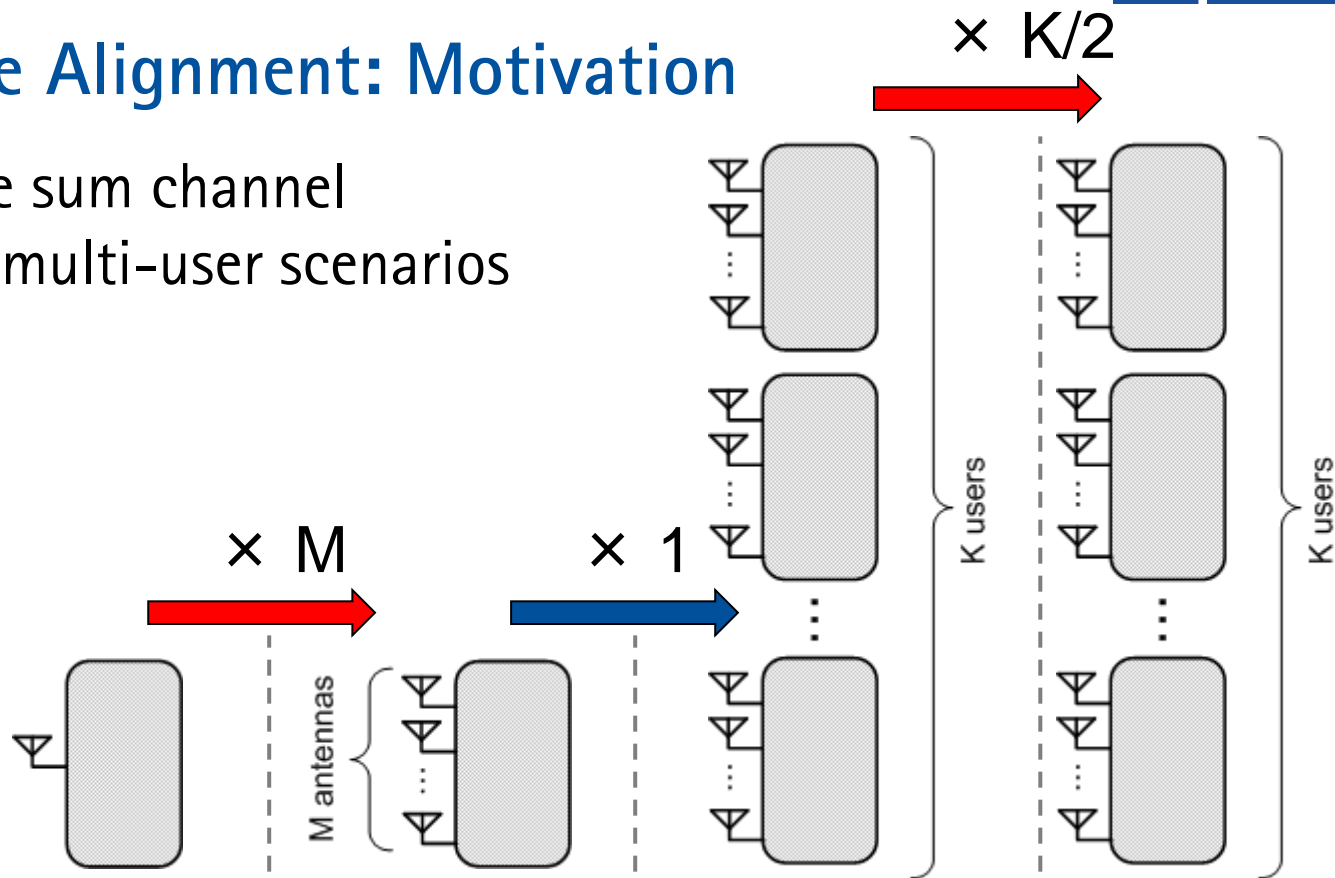 e Alignment: Motivation
× K/2
e sum channel
multi-user scenarios
× M
× 1
M antennas
K users
K users